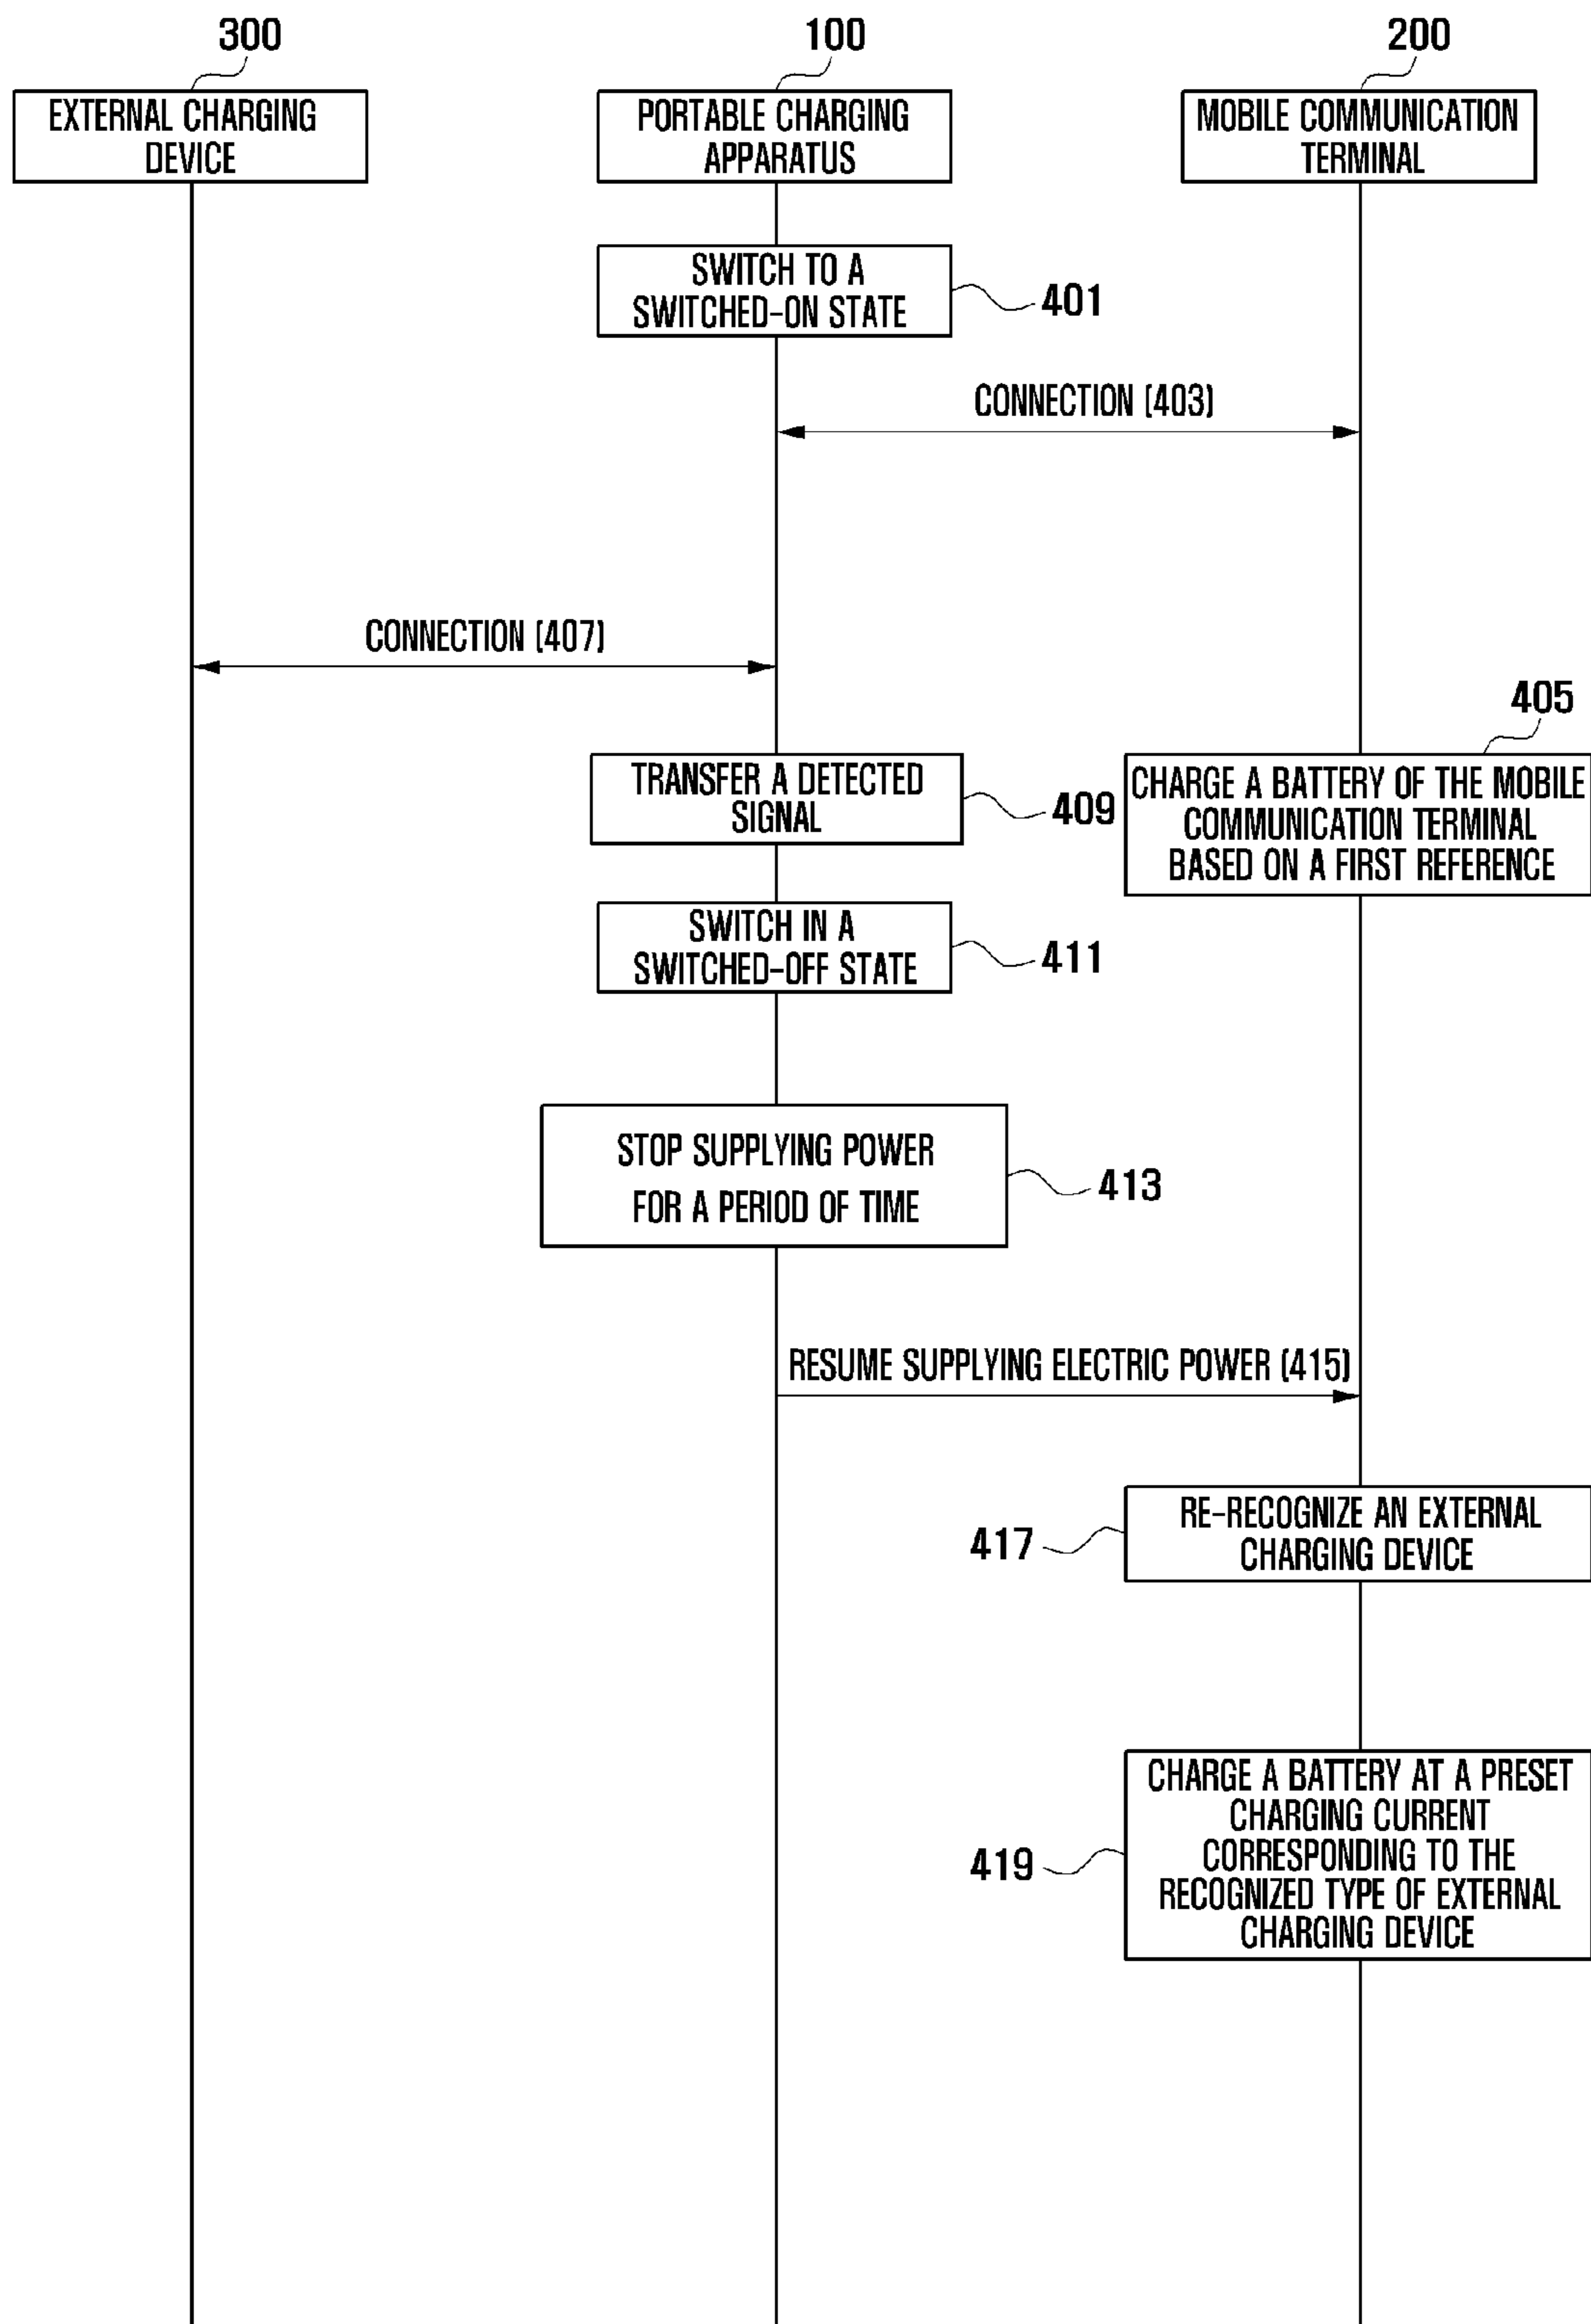 300
100
200
EXTERNAL CHARGING
DEVICE
PORTABLE CHARGING
APPARATUS
MOBILE COMMUNICATION
TERMINAL
SWITCH TO A
SWITCHED-ON STATE
401
CONNECTION (403)
CONNECTION (407)
405
TRANSFER A DETECTED
SIGNAL
409
CHARGE A BATTERY OF THE MOBILE
COMMUNICATION TERMINAL
BASED ON A FIRST REFERENCE
SWITCH IN A
SWITCHED-OFF STATE
411
STOP SUPPLYING POWER
FOR A PERIOD OF TIME
413
RESUME SUPPLYING ELECTRIC POWER (415)
RE-RECOGNIZE AN EXTERNAL
CHARGING DEVICE
417
CHARGE A BATTERY AT A PRESET
CHARGING CURRENT
CORRESPONDING TO THE
RECOGNIZED TYPE OF EXTERNAL
CHARGING DEVICE
419